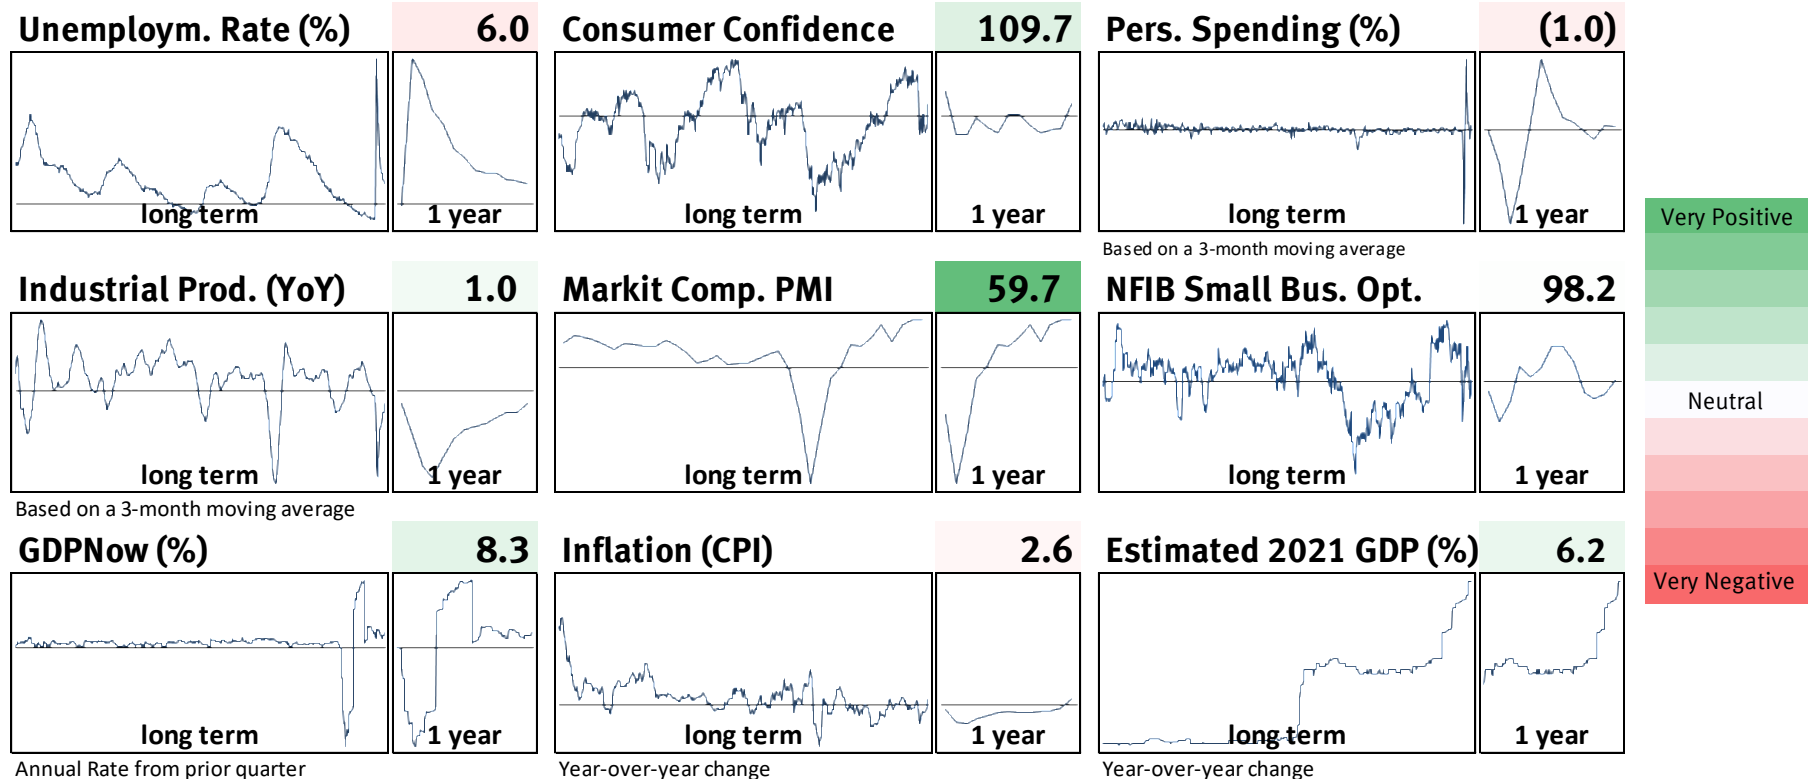 Unemploym. Rate (%) 6.0 Consumer Confidence 109.7 Pers. Spending (%) (1.0)
long term 1 year long term 1 year long term 1 year
Based on a 3-month moving average
Very Positive
Industrial Prod. (YoY) 1.0 Markit Comp. PMI 59.7 NFIB Small Bus. Opt. 98.2
Neutral
long term 1 year long term 1 year long term 1 year
Based on a 3-month moving average
GDPNow (%) 8.3 Inflation (CPI) 2.6 Estimated 2021 GDP (%) 6.2
Very Negative
long term 1 year long term 1 year long term 1 year
Annual Rate from prior quarter Year-over-year change Year-over-year change